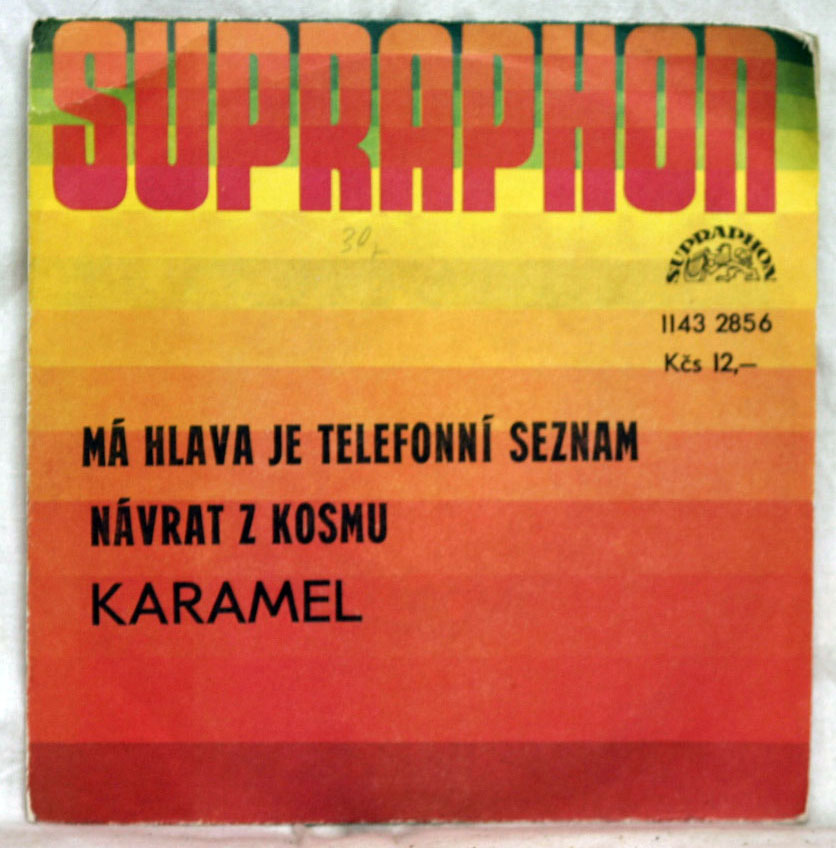 SUPRAPHON
30,-
SUPRAPHON
1143 2856
Kčs 12,—
MÁ HLAVA JE TELEFONNÍ SEZNAM
NÁVRAT Z KOSMU
KARAMEL